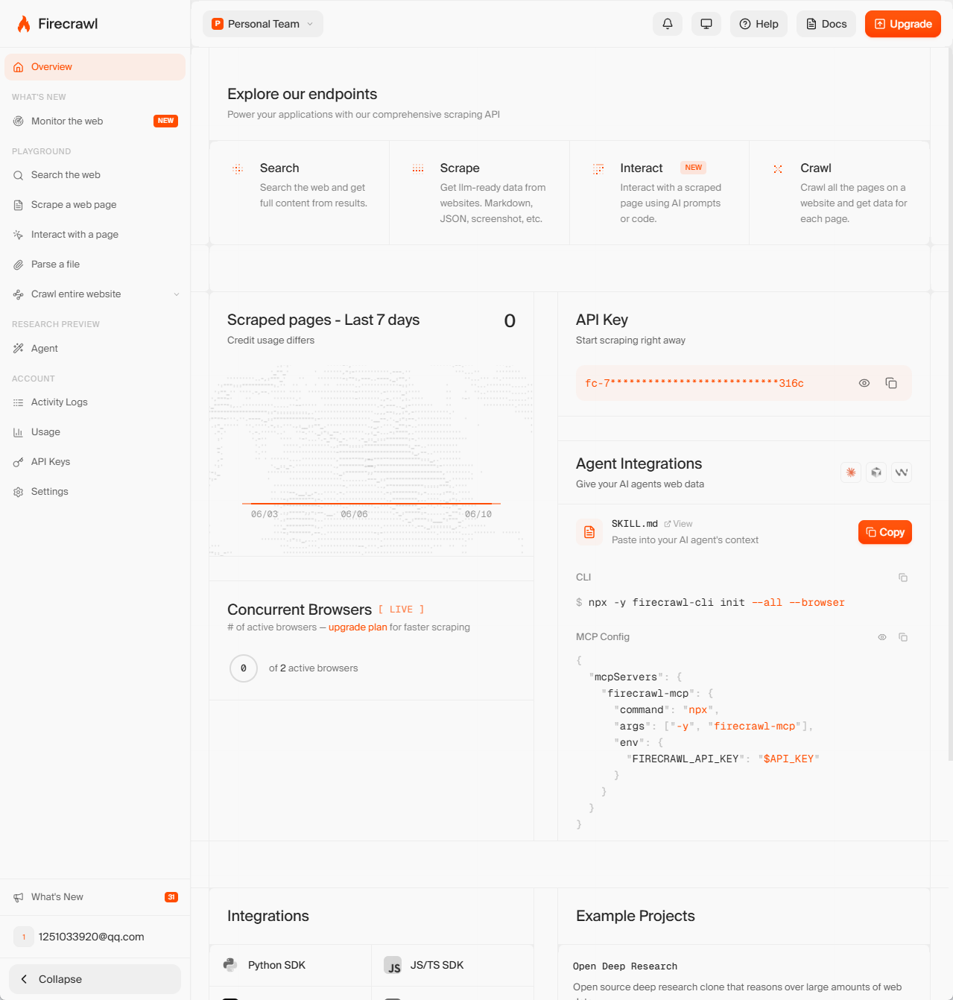 Firecrawl
P Personal Team
Help
Docs
Upgrade
Overview
WHAT'S NEW
Monitor the web NEW
PLAYGROUND
Search the web
Scrape a web page
Interact with a page
Parse a file
Crawl entire website
RESEARCH PREVIEW
Agent
ACCOUNT
Activity Logs
Usage
API Keys
Settings
What's New 31
1 1251033920@qq.com
Collapse
Explore our endpoints
Power your applications with our comprehensive scraping API
Search
Search the web and get
full content from results.
Scrape
Get llm-ready data from
websites. Markdown,
JSON, screenshot, etc.
Interact NEW
Interact with a scraped
page using AI prompts
or code.
Crawl
Crawl all the pages on a
website and get data for
each page.
Scraped pages - Last 7 days 0
Credit usage differs
06/03 06/06 06/10
Concurrent Browsers [ LIVE ]
# of active browsers — upgrade plan for faster scraping
0 of 2 active browsers
API Key
Start scraping right away
fc-7***************************316c
Agent Integrations
Give your AI agents web data
SKILL.md View
Paste into your AI agent's context
Copy
CLI
$ npx -y firecrawl-cli init --all --browser
MCP Config
{
  "mcpServers": {
    "firecrawl-mcp": {
      "command": "npx",
      "args": ["-y", "firecrawl-mcp"],
      "env": {
        "FIRECRAWL_API_KEY": "$API_KEY"
      }
    }
  }
}
Integrations
Python SDK
JS JS/TS SDK
Example Projects
Open Deep Research
Open source deep research clone that reasons over large amounts of web